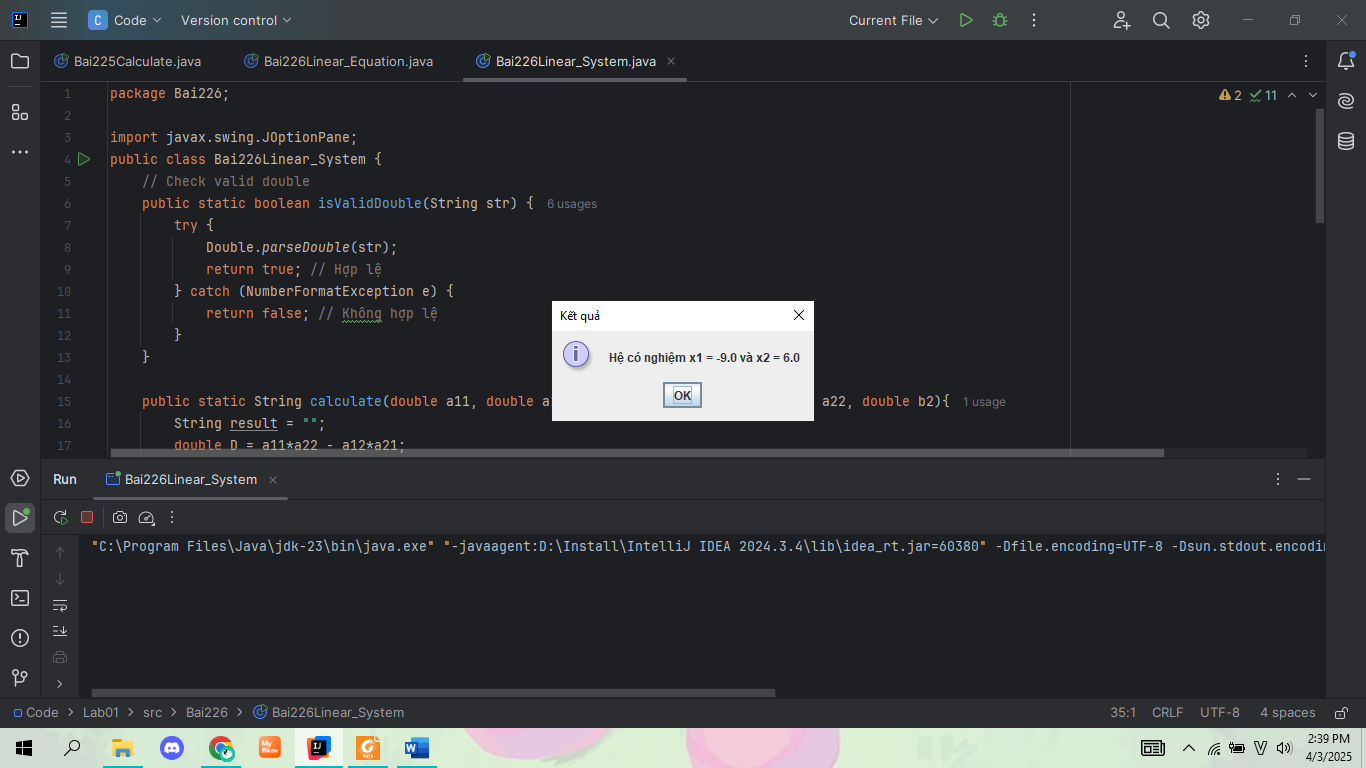 Code
Version control
Current File
Bai225Calculate.java
Bai226Linear_Equation.java
Bai226Linear_System.java
2
11
1 package Bai226;
2
3 import javax.swing.JOptionPane;
4 public class Bai226Linear_System {
5 // Check valid double
6 public static boolean isValidDouble(String str) { 6 usages
7 try {
8 Double.parseDouble(str);
9 return true; // Hợp lệ
10 } catch (NumberFormatException e) {
11 return false; // Không hợp lệ
12 }
13 }
14
15 public static String calculate(double a11, double a a22, double b2){ 1 usage
16 String result = "";
17 double D = a11*a22 - a12*a21;
Kết quả
Hệ có nghiệm x1 = -9.0 và x2 = 6.0
OK
Run
Bai226Linear_System
"C:\Program Files\Java\jdk-23\bin\java.exe" "-javaagent:D:\Install\IntelliJ IDEA 2024.3.4\lib\idea_rt.jar=60380" -Dfile.encoding=UTF-8 -Dsun.stdout.encodin
Code > Lab01 > src > Bai226 > Bai226Linear_System
35:1 CRLF UTF-8 4 spaces
My Bkav
PDF
2:39 PM
4/3/2025